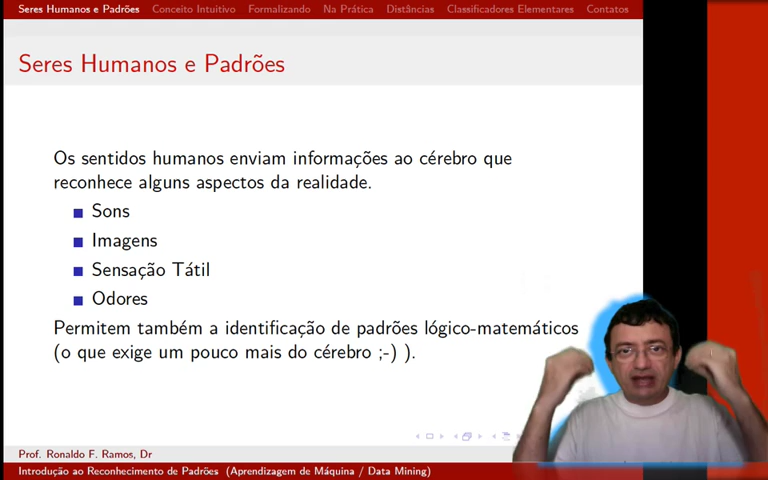 Seres Humanos e Padrões Conceito Intuitivo Formalizando Na Prática Distâncias Classificadores Elementares Contatos
Seres Humanos e Padrões
Os sentidos humanos enviam informações ao cérebro que
reconhece alguns aspectos da realidade.
Sons
Imagens
Sensação Tátil
Odores
Permitem também a identificação de padrões lógico-matemáticos
(o que exige um pouco mais do cérebro ;-) ).
Prof. Ronaldo F. Ramos, Dr
Introdução ao Reconhecimento de Padrões (Aprendizagem de Máquina / Data Mining)